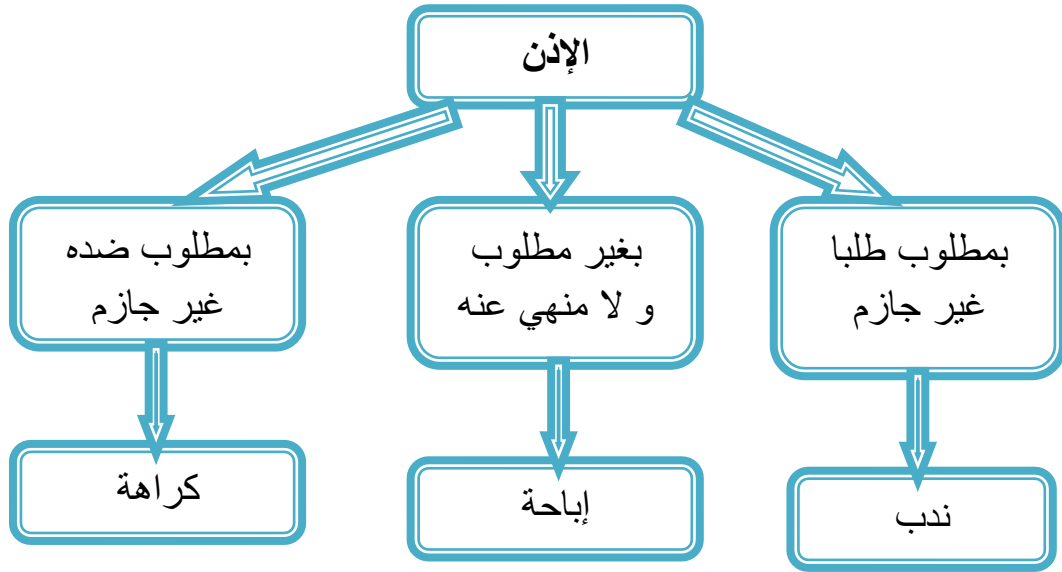 الإذن
بمطلوب طلبا
غير جازم
بغير مطلوب
و لا منهي عنه
بمطلوب ضده
غير جازم
ندب
إباحة
كراهة